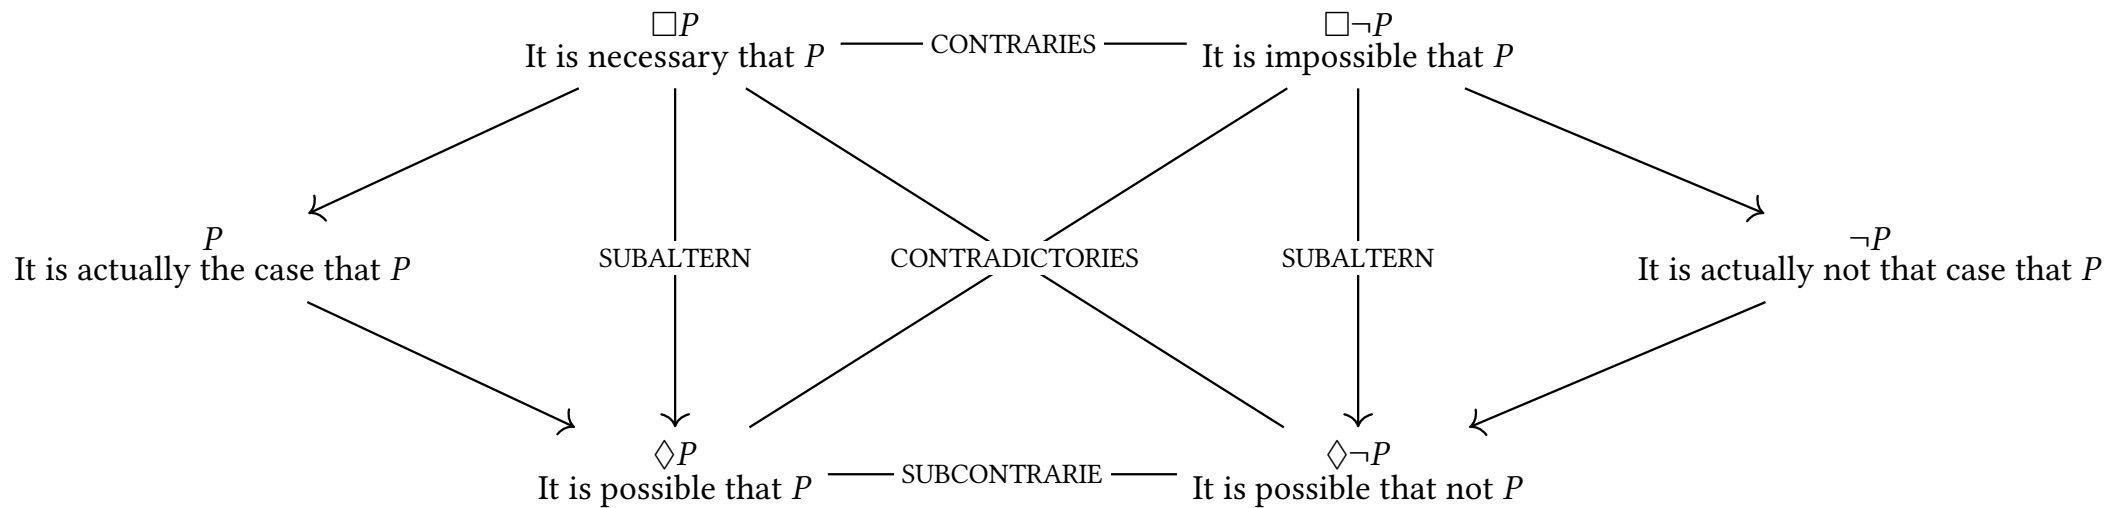 □P
It is necessary that P
CONTRARIES
□¬P
It is impossible that P
P
It is actually the case that P
SUBALTERN
CONTRADICTORIES
SUBALTERN
¬P
It is actually not that case that P
◇P
It is possible that P
SUBCONTRARIE
◇¬P
It is possible that not P